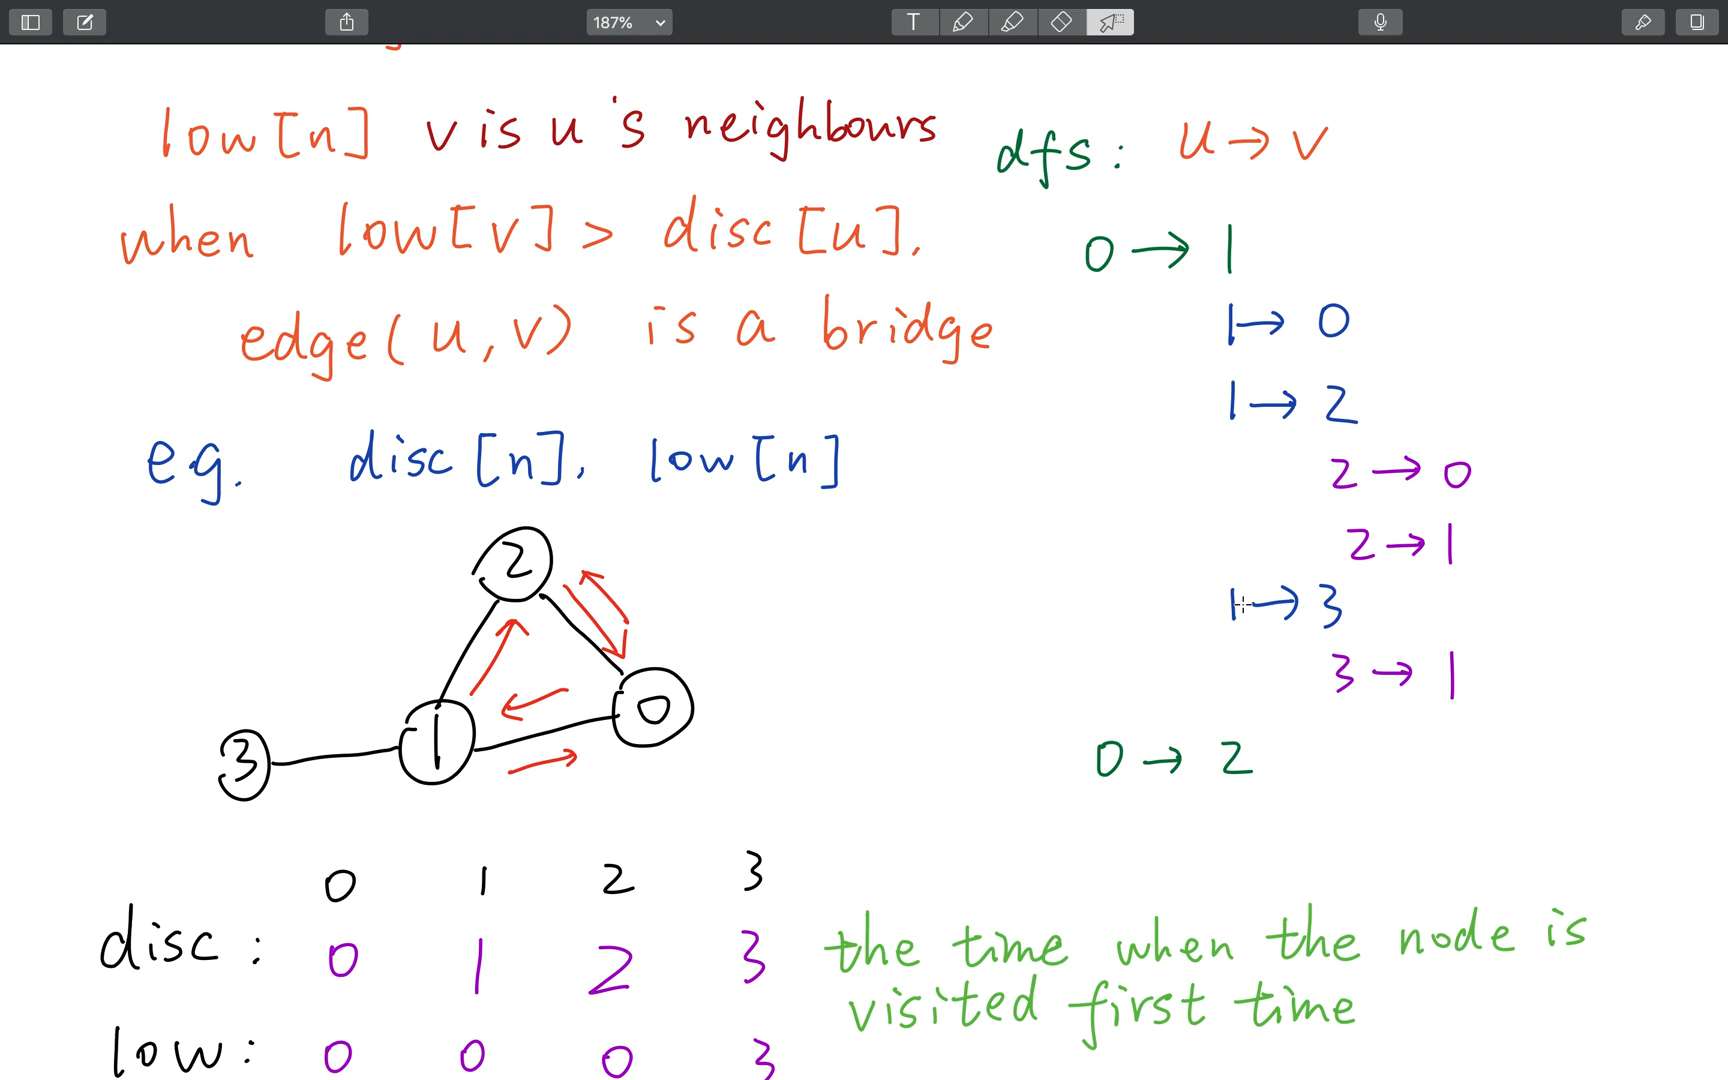 187%
T
low[n] v is u's neighbours
when low[v] > disc[u],
edge(u, v) is a bridge
e.g. disc[n], low[n]
2
0
1
3
dfs: u → v
0 → 1
1 → 0
1 → 2
2 → 0
2 → 1
1 → 3
3 → 1
0 → 2
0 1 2 3
disc: 0 1 2 3 the time when the node is
visited first time
low: 0 0 0 3